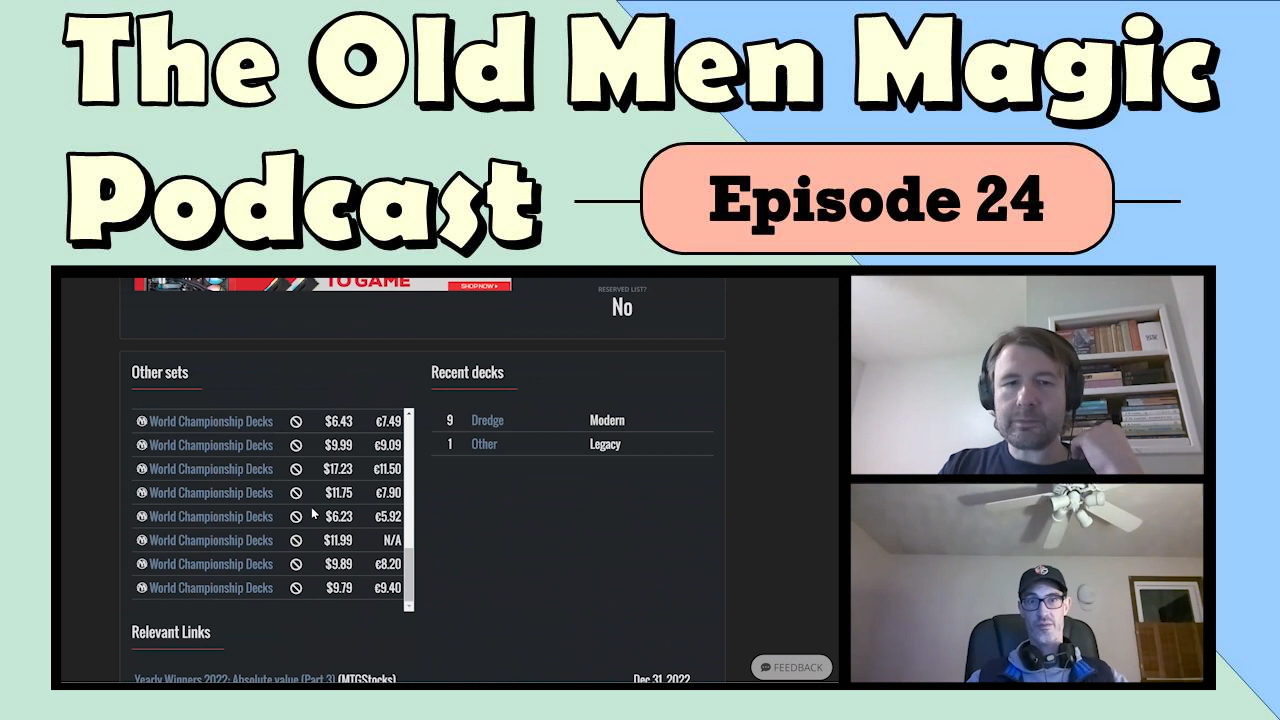 The Old Men Magic
Podcast
Episode 24
TO GAME
SHOP NOW
RESERVED LIST?
No
Other sets
World Championship Decks $6.43 €7.49
World Championship Decks $9.99 €9.09
World Championship Decks $17.23 €11.50
World Championship Decks $11.75 €7.90
World Championship Decks $6.23 €5.92
World Championship Decks $11.99 N/A
World Championship Decks $9.89 €8.20
World Championship Decks $9.79 €9.40
Recent decks
9 Dredge Modern
1 Other Legacy
Relevant Links
Yearly Winners 2022: Absolute value (Part 3) (MTGStocks) Dec 31, 2022
FEEDBACK